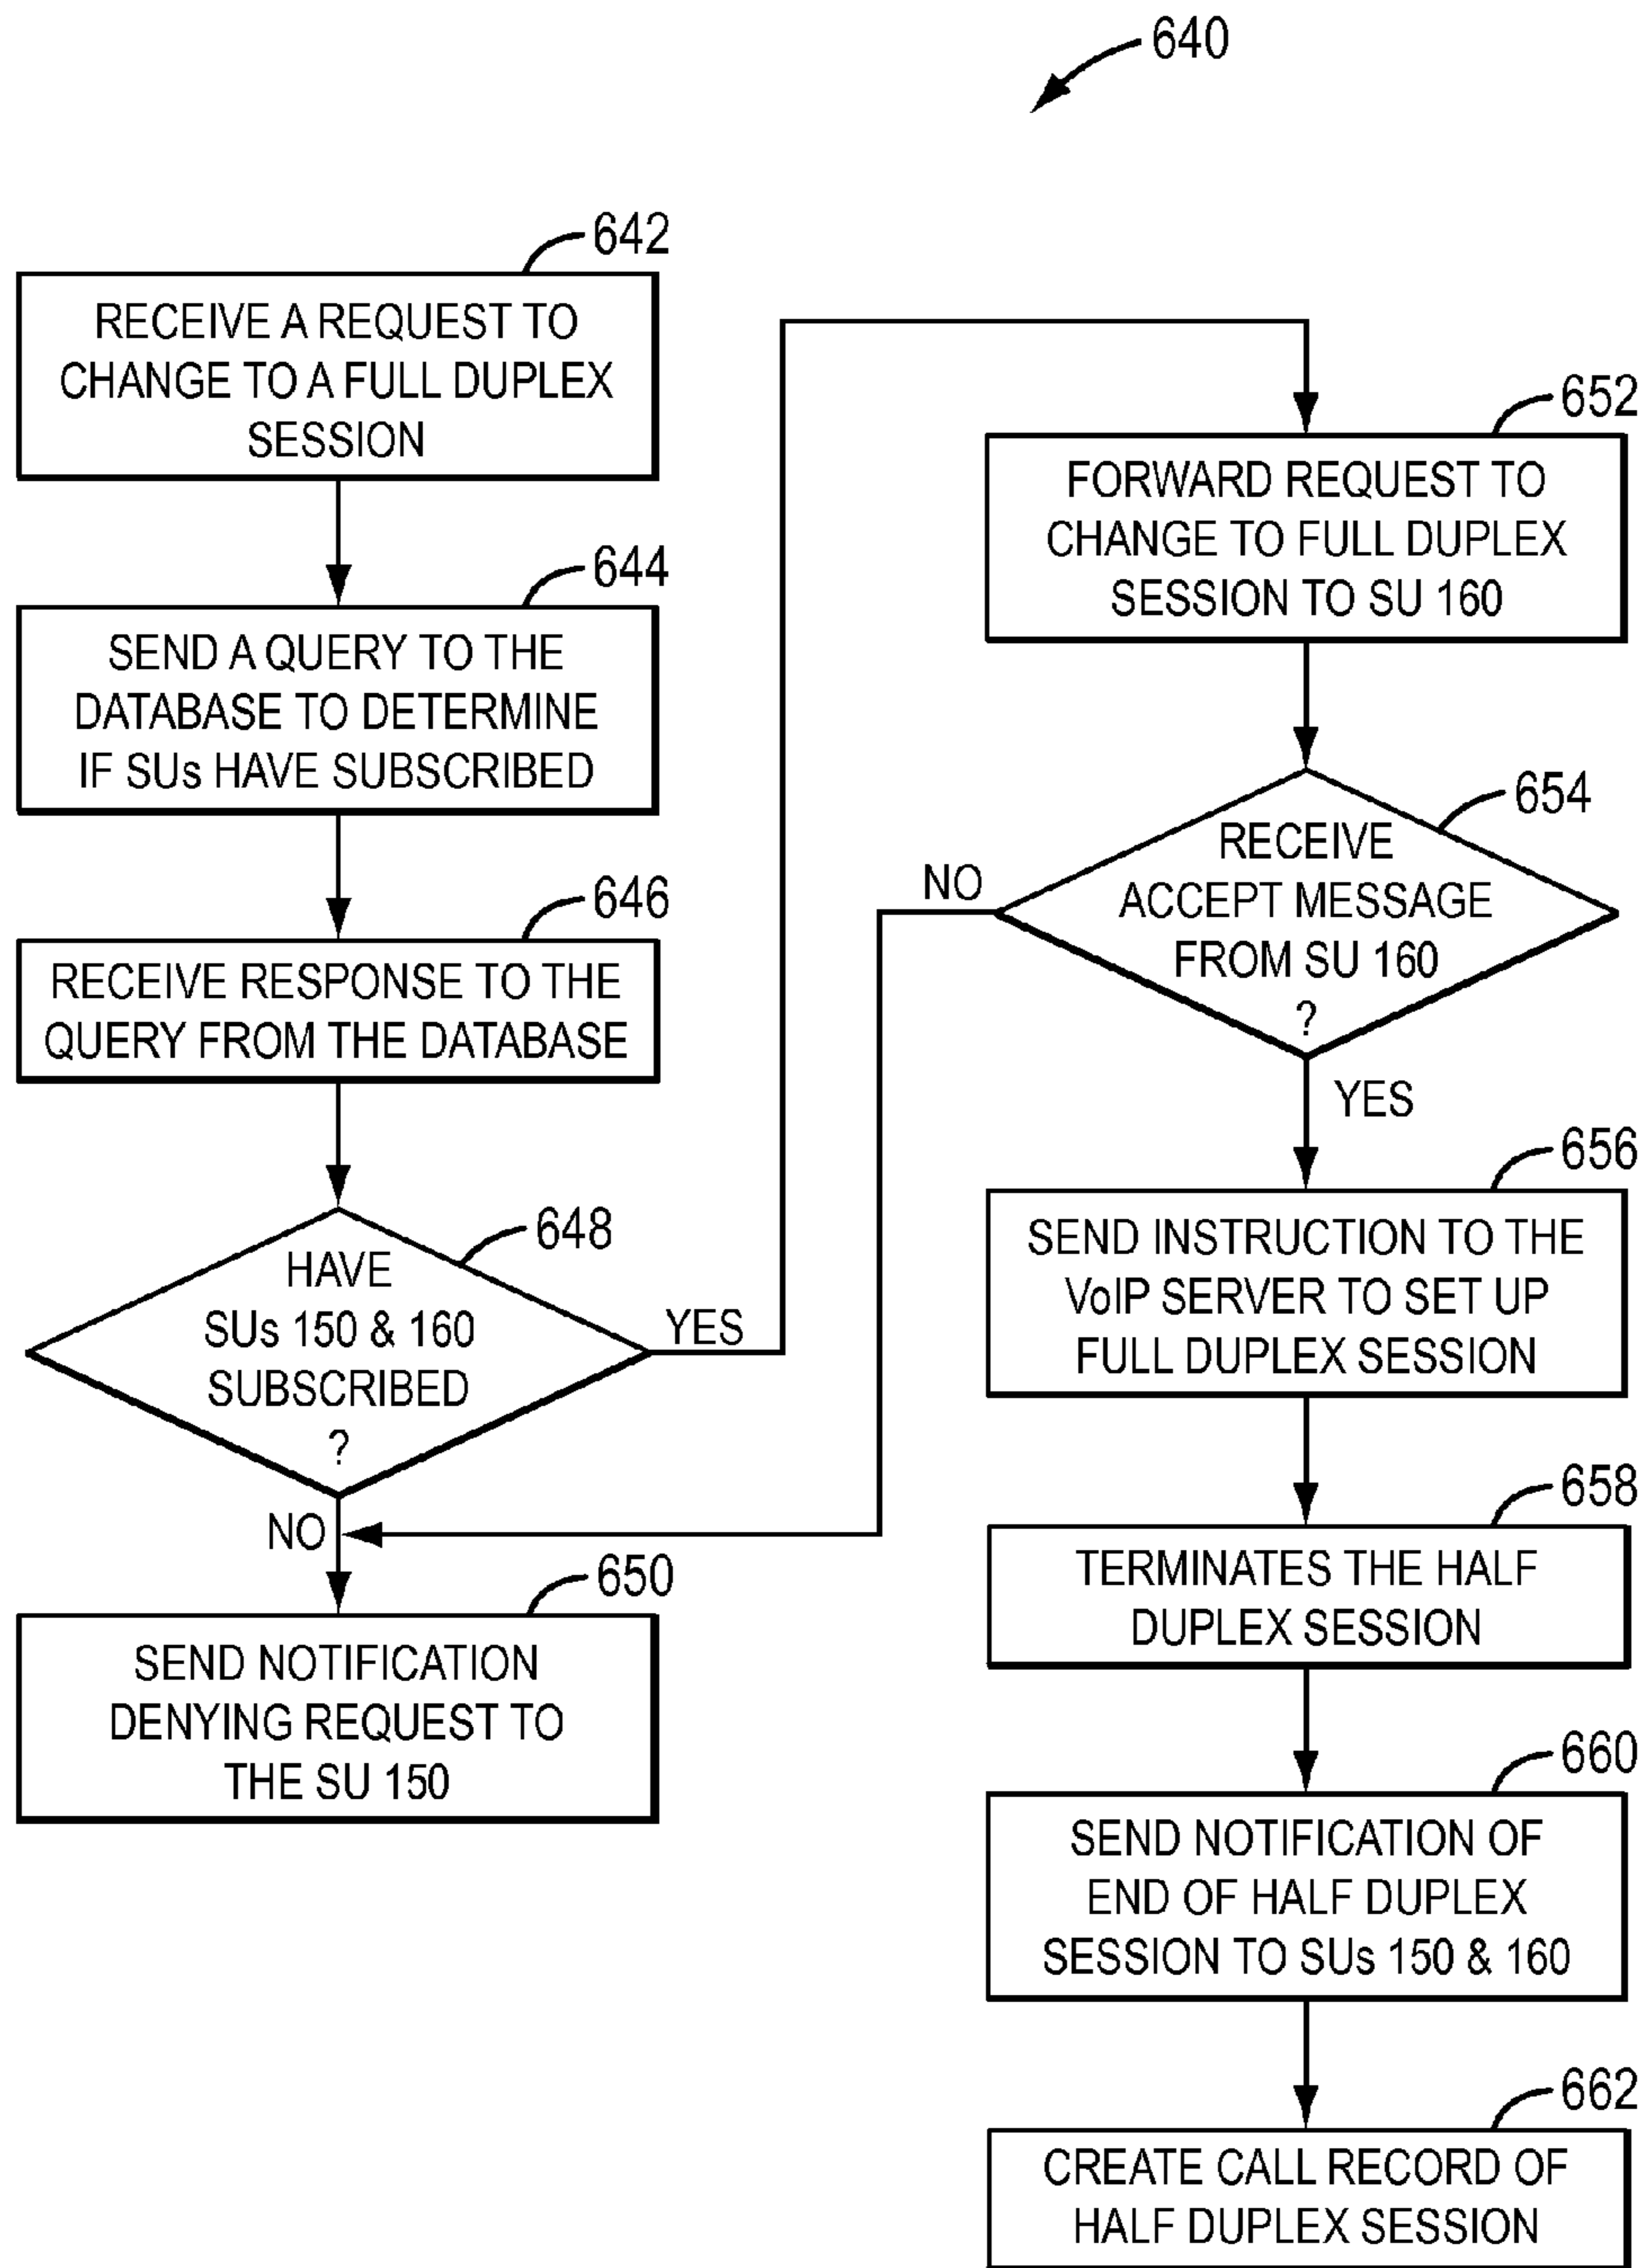 640
642
RECEIVE A REQUEST TO
CHANGE TO A FULL DUPLEX
SESSION
644
SEND A QUERY TO THE
DATABASE TO DETERMINE
IF SUs HAVE SUBSCRIBED
646
RECEIVE RESPONSE TO THE
QUERY FROM THE DATABASE
648
HAVE
SUs 150 & 160
SUBSCRIBED
?
YES
NO
650
SEND NOTIFICATION
DENYING REQUEST TO
THE SU 150
652
FORWARD REQUEST TO
CHANGE TO FULL DUPLEX
SESSION TO SU 160
654
RECEIVE
ACCEPT MESSAGE
FROM SU 160
?
NO
YES
656
SEND INSTRUCTION TO THE
VoIP SERVER TO SET UP
FULL DUPLEX SESSION
658
TERMINATES THE HALF
DUPLEX SESSION
660
SEND NOTIFICATION OF
END OF HALF DUPLEX
SESSION TO SUs 150 & 160
662
CREATE CALL RECORD OF
HALF DUPLEX SESSION